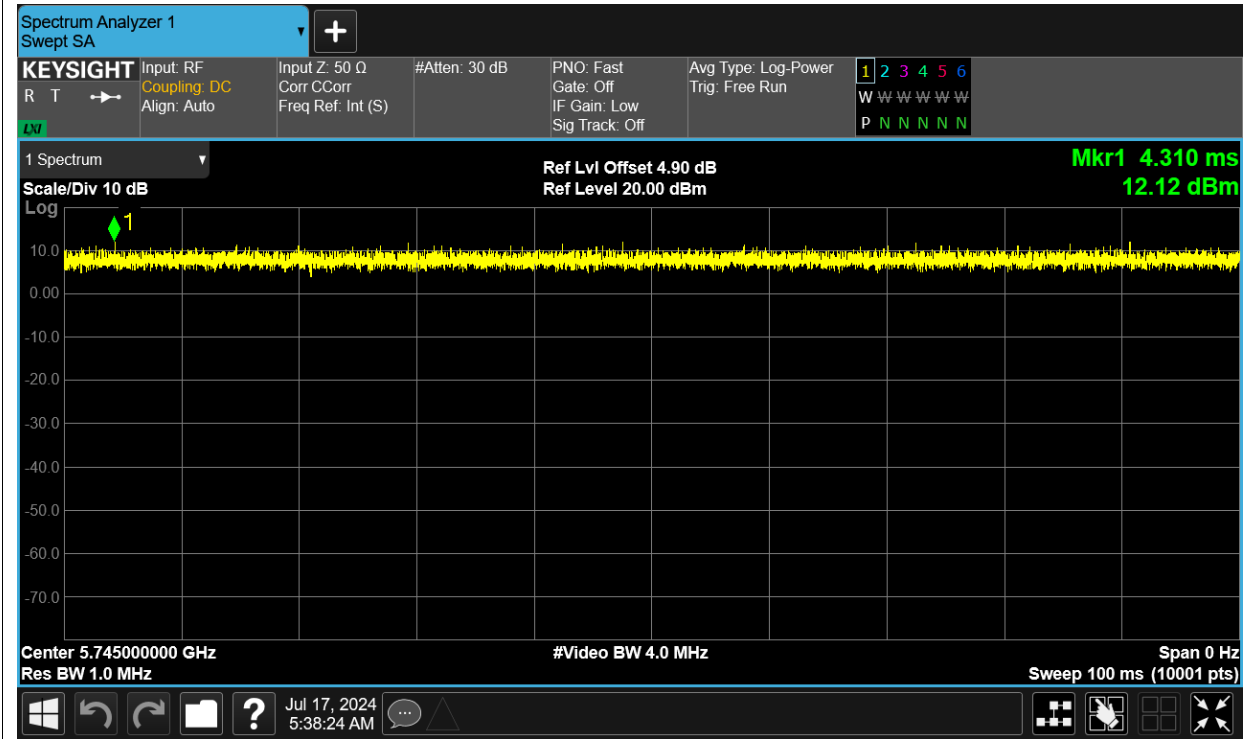 Spectrum Analyzer 1
Swept SA
KEYSIGHT
R T
LXI
Input: RF
Coupling: DC
Align: Auto
Input Z: 50 Ω
Corr CCorr
Freq Ref: Int (S)
#Atten: 30 dB
PNO: Fast
Gate: Off
IF Gain: Low
Sig Track: Off
Avg Type: Log-Power
Trig: Free Run
1 2 3 4 5 6
W W W W W W
P N N N N N
1 Spectrum
Scale/Div 10 dB
Ref Lvl Offset 4.90 dB
Ref Level 20.00 dBm
Mkr1 4.310 ms
12.12 dBm
Log
1
10.0
0.00
-10.0
-20.0
-30.0
-40.0
-50.0
-60.0
-70.0
Center 5.745000000 GHz
Res BW 1.0 MHz
#Video BW 4.0 MHz
Span 0 Hz
Sweep 100 ms (10001 pts)
?
Jul 17, 2024
5:38:24 AM